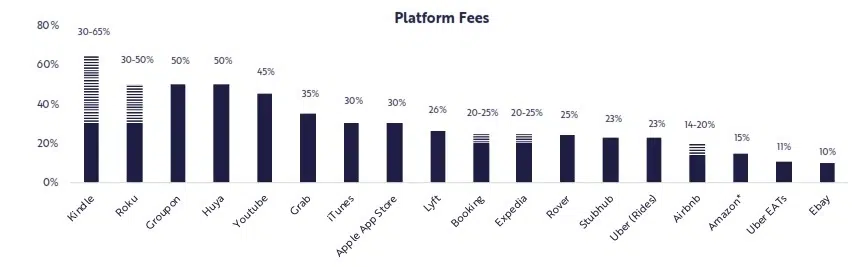 Platform Fees
80%
60%
40%
20%
0%
30-65%
30-50%
50%
50%
45%
35%
30%
30%
26%
20-25%
20-25%
25%
23%
23%
14-20%
15%
11%
10%
Kindle
Roku
Groupon
Huya
Youtube
Grab
iTunes
Apple App Store
Lyft
Booking
Expedia
Rover
Stubhub
Uber (Rides)
Airbnb
Amazon*
Uber EATs
Ebay